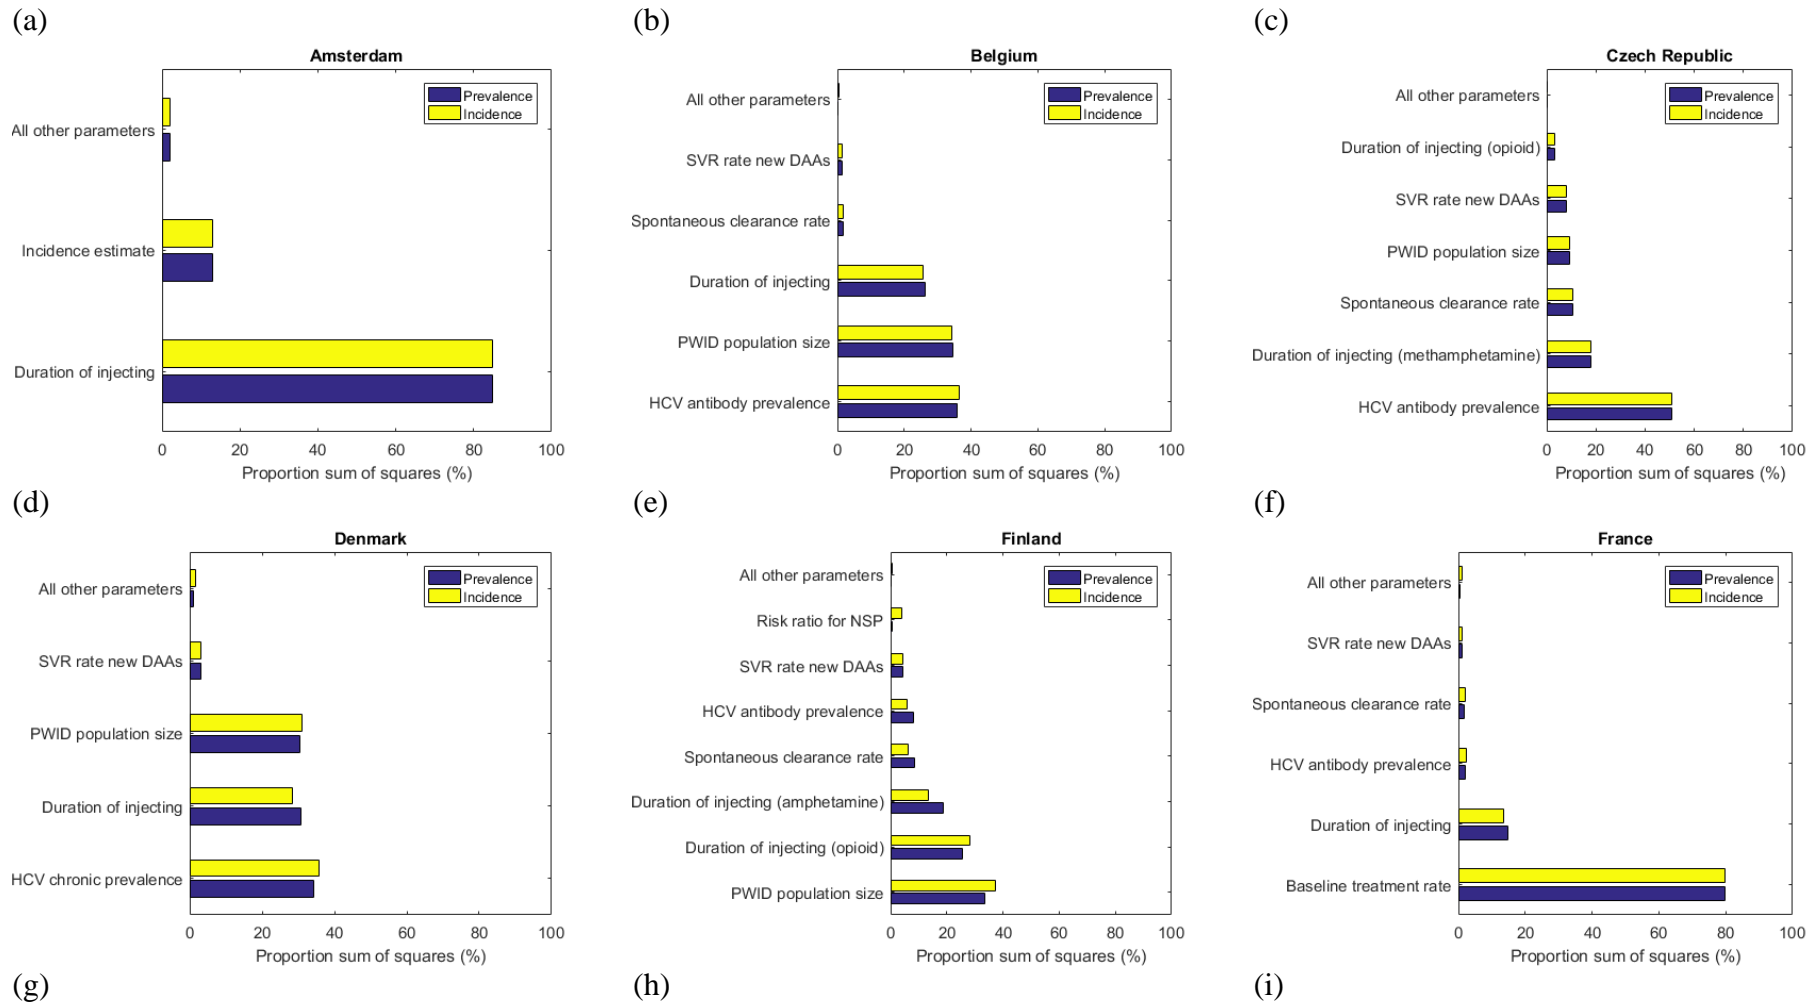 (a)
(b)
(c)
Amsterdam
Prevalence
Incidence
All other parameters
Incidence estimate
Duration of injecting
0 20 40 60 80 100
Proportion sum of squares (%)
Belgium
Prevalence
Incidence
All other parameters
SVR rate new DAAs
Spontaneous clearance rate
Duration of injecting
PWID population size
HCV antibody prevalence
0 20 40 60 80 100
Proportion sum of squares (%)
Czech Republic
Prevalence
Incidence
All other parameters
Duration of injecting (opioid)
SVR rate new DAAs
PWID population size
Spontaneous clearance rate
Duration of injecting (methamphetamine)
HCV antibody prevalence
0 20 40 60 80 100
Proportion sum of squares (%)
(d)
(e)
(f)
Denmark
Prevalence
Incidence
All other parameters
SVR rate new DAAs
PWID population size
Duration of injecting
HCV chronic prevalence
0 20 40 60 80 100
Proportion sum of squares (%)
Finland
Prevalence
Incidence
All other parameters
Risk ratio for NSP
SVR rate new DAAs
HCV antibody prevalence
Spontaneous clearance rate
Duration of injecting (amphetamine)
Duration of injecting (opioid)
PWID population size
0 20 40 60 80 100
Proportion sum of squares (%)
France
Prevalence
Incidence
All other parameters
SVR rate new DAAs
Spontaneous clearance rate
HCV antibody prevalence
Duration of injecting
Baseline treatment rate
0 20 40 60 80 100
Proportion sum of squares (%)
(g)
(h)
(i)